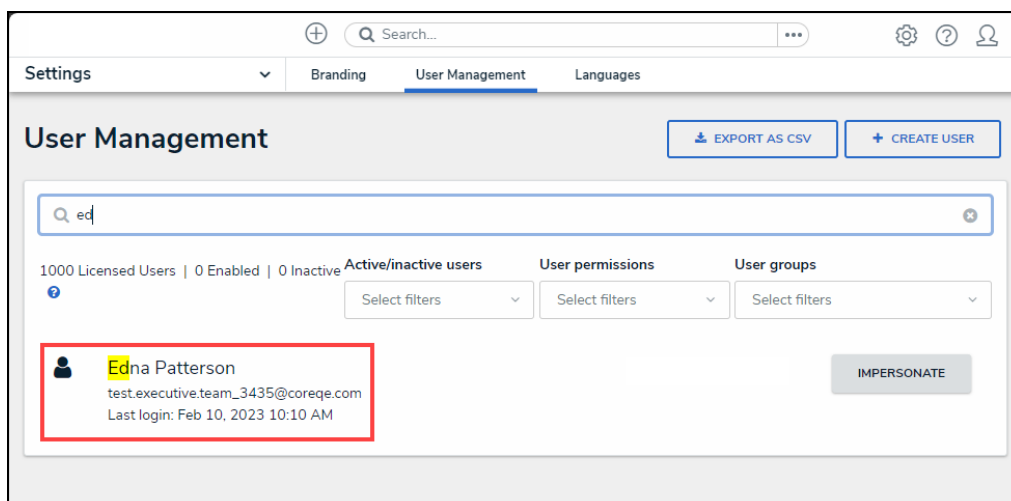 Search...
Settings
Branding
User Management
Languages
User Management
EXPORT AS CSV
+ CREATE USER
ed
1000 Licensed Users | 0 Enabled | 0 Inactive
Active/inactive users
User permissions
User groups
Select filters
Select filters
Select filters
Edna Patterson
test.executive.team_3435@coreqe.com
Last login: Feb 10, 2023 10:10 AM
IMPERSONATE